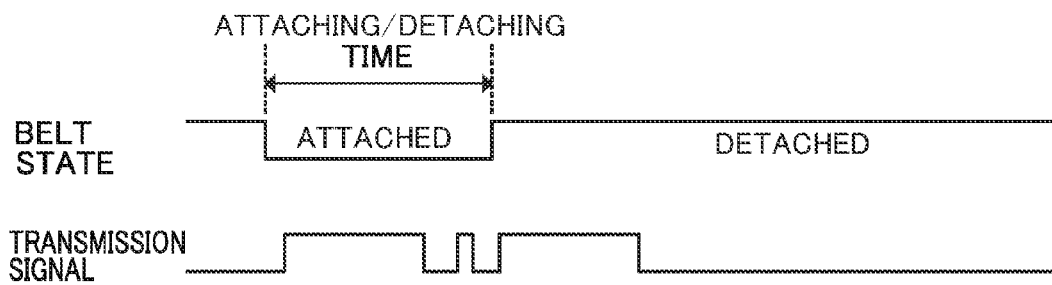 ATTACHING/DETACHING
TIME
BELT
STATE
ATTACHED
DETACHED
TRANSMISSION
SIGNAL